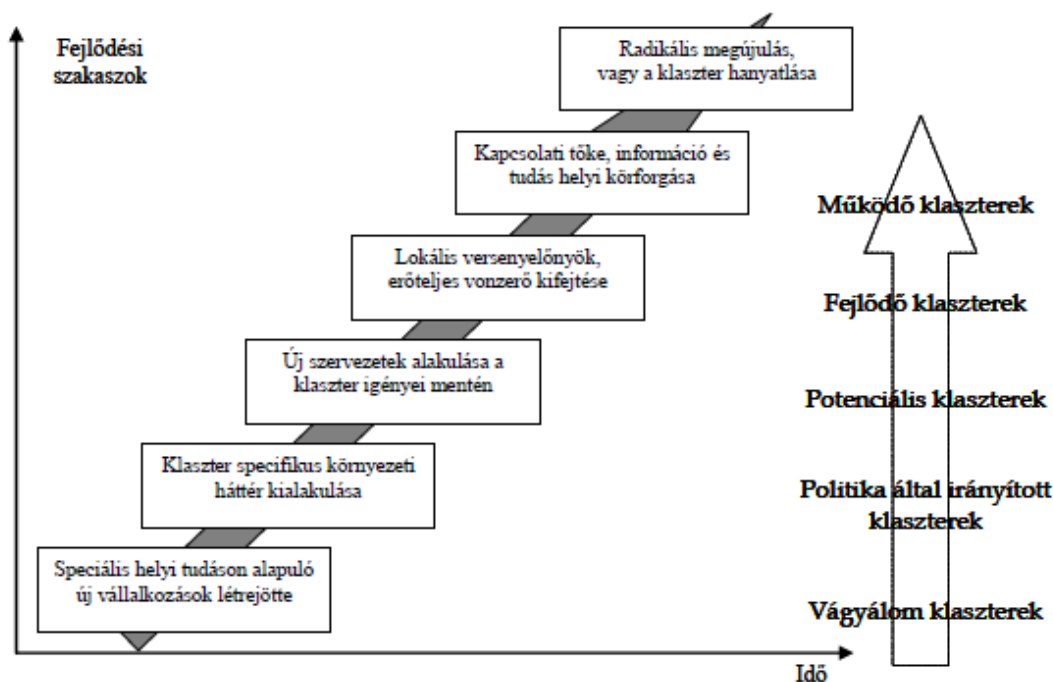 Fejlődési
szakaszok
Radikális megújulás,
vagy a klaszter hanyatlása
Kapcsolati tőke, információ és
tudás helyi körforgása
Lokális versenyelőnyök,
erőteljes vonzerő kifejtése
Új szervezetek alakulása a
klaszter igényei mentén
Klaszter specifikus környezeti
háttér kialakulása
Speciális helyi tudáson alapuló
új vállalkozások létrejötte
Idő
Működő klaszterek
Fejlődő klaszterek
Potenciális klaszterek
Politika által irányított
klaszterek
Vágyálom klaszterek